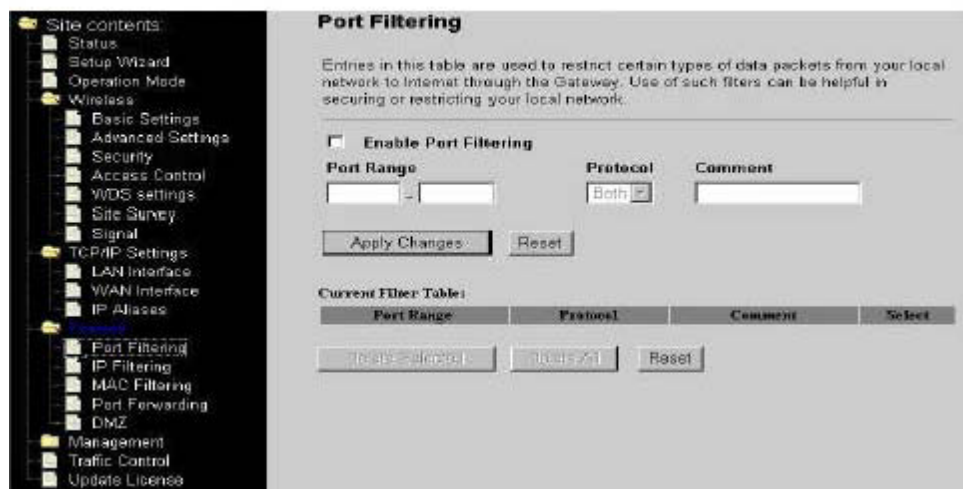 Site contents:
Status
Setup Wizard
Operation Mode
Wireless
Basic Settings
Advanced Settings
Security
Access Control
WDS settings
Site Survey
Signal
TCP/IP Settings
LAN Interface
WAN Interface
IP Aliases
Firewall
Port Filtering
IP Filtering
MAC Filtering
Port Forwarding
DMZ
Management
Traffic Control
Update License
Port Filtering
Entries in this table are used to restrict certain types of data packets from your local
network to Internet through the Gateway. Use of such filters can be helpful in
securing or restricting your local network.
Enable Port Filtering
Port Range Protocol Comment
- Both
Apply Changes Reset
Current Filter Table:
Port Range Protocol Comment Select
Delete Selected Delete All Reset